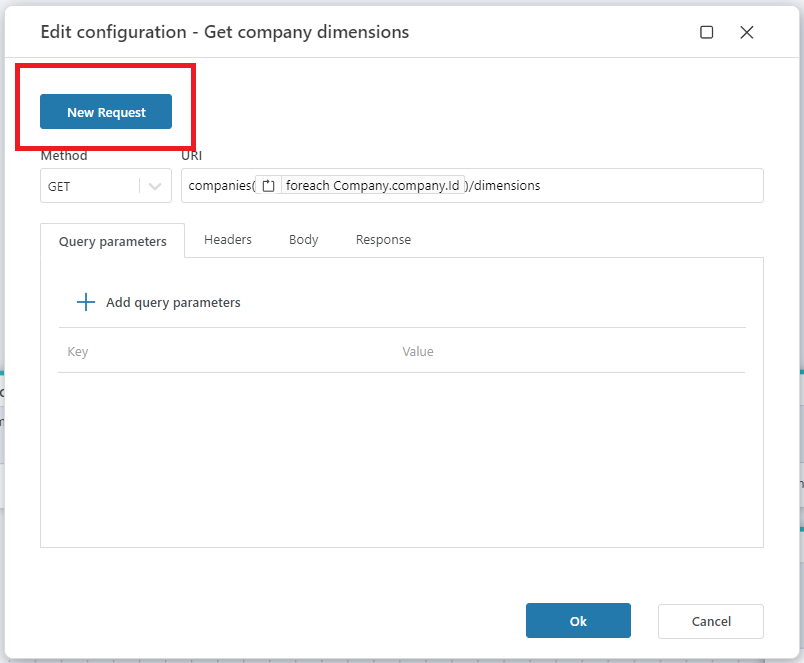 Edit configuration - Get company dimensions
New Request
Method URI
GET companies( foreach Company.company.Id )/dimensions
Query parameters Headers Body Response
Add query parameters
Key Value
Ok Cancel